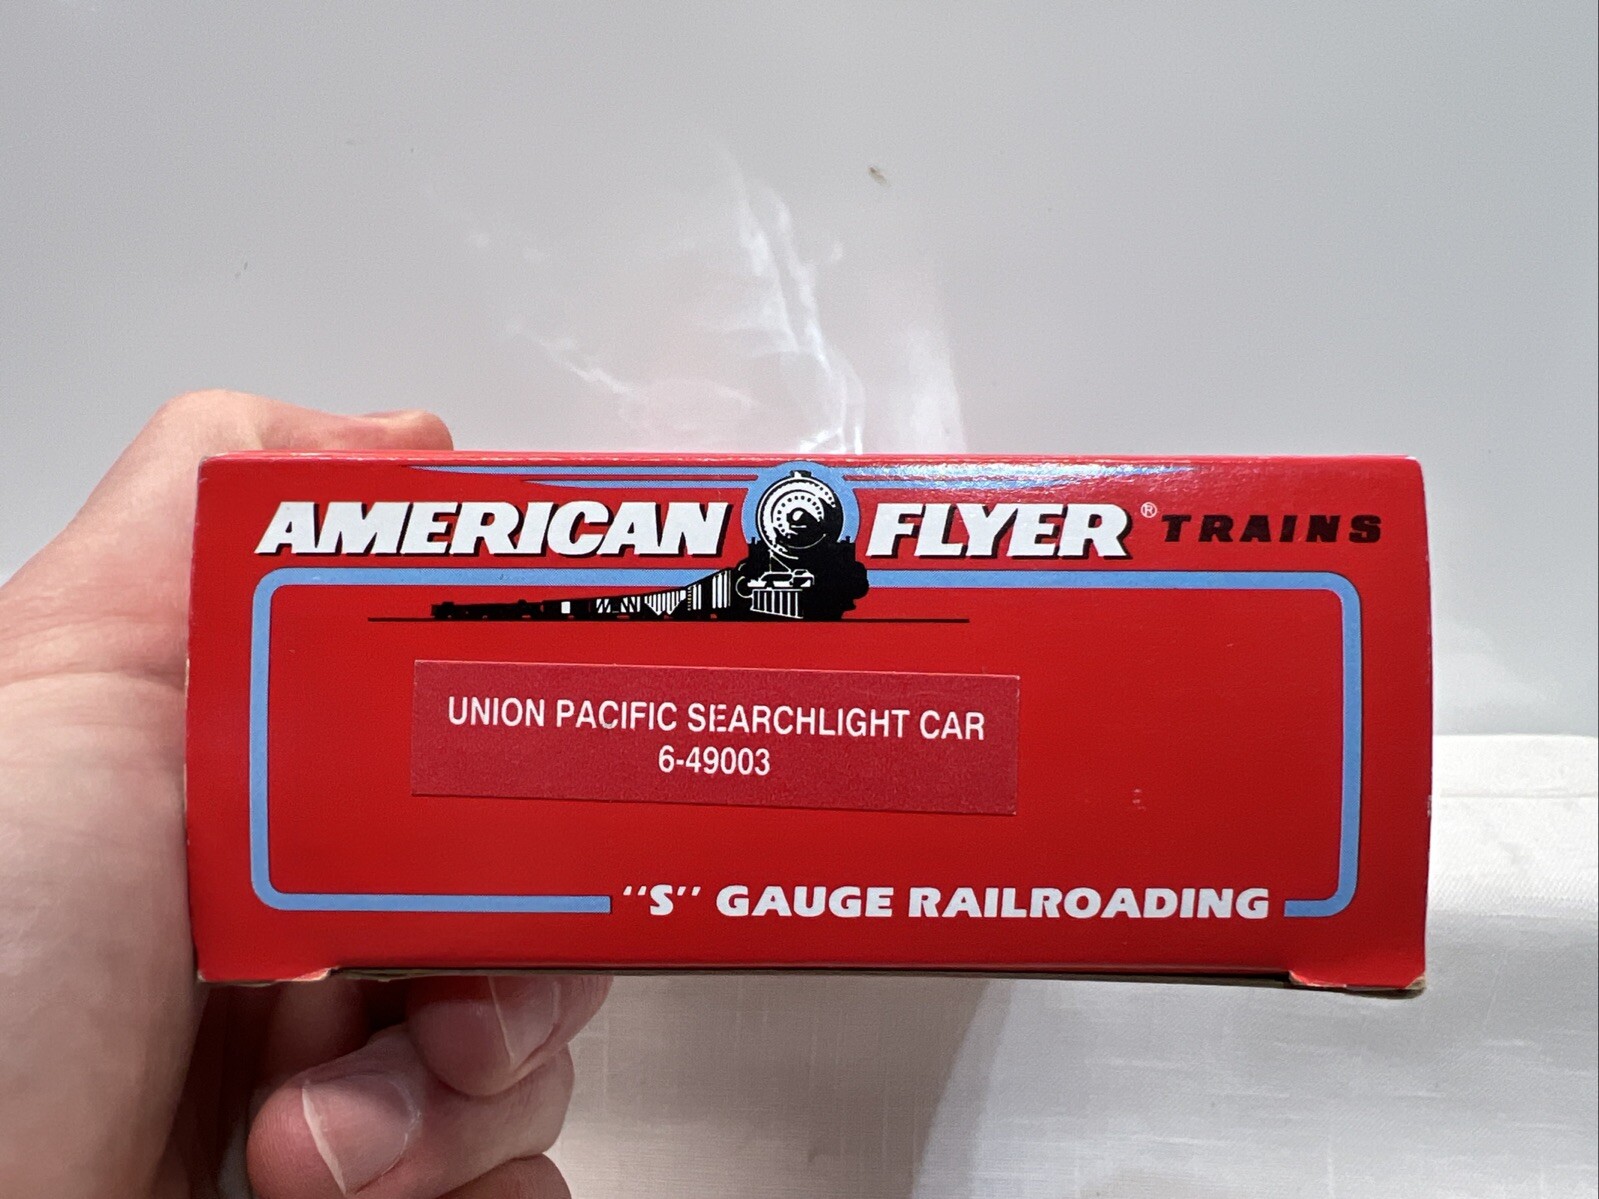 AMERICAN FLYER® TRAINS
UNION PACIFIC SEARCHLIGHT CAR
6-49003
"S" GAUGE RAILROADING